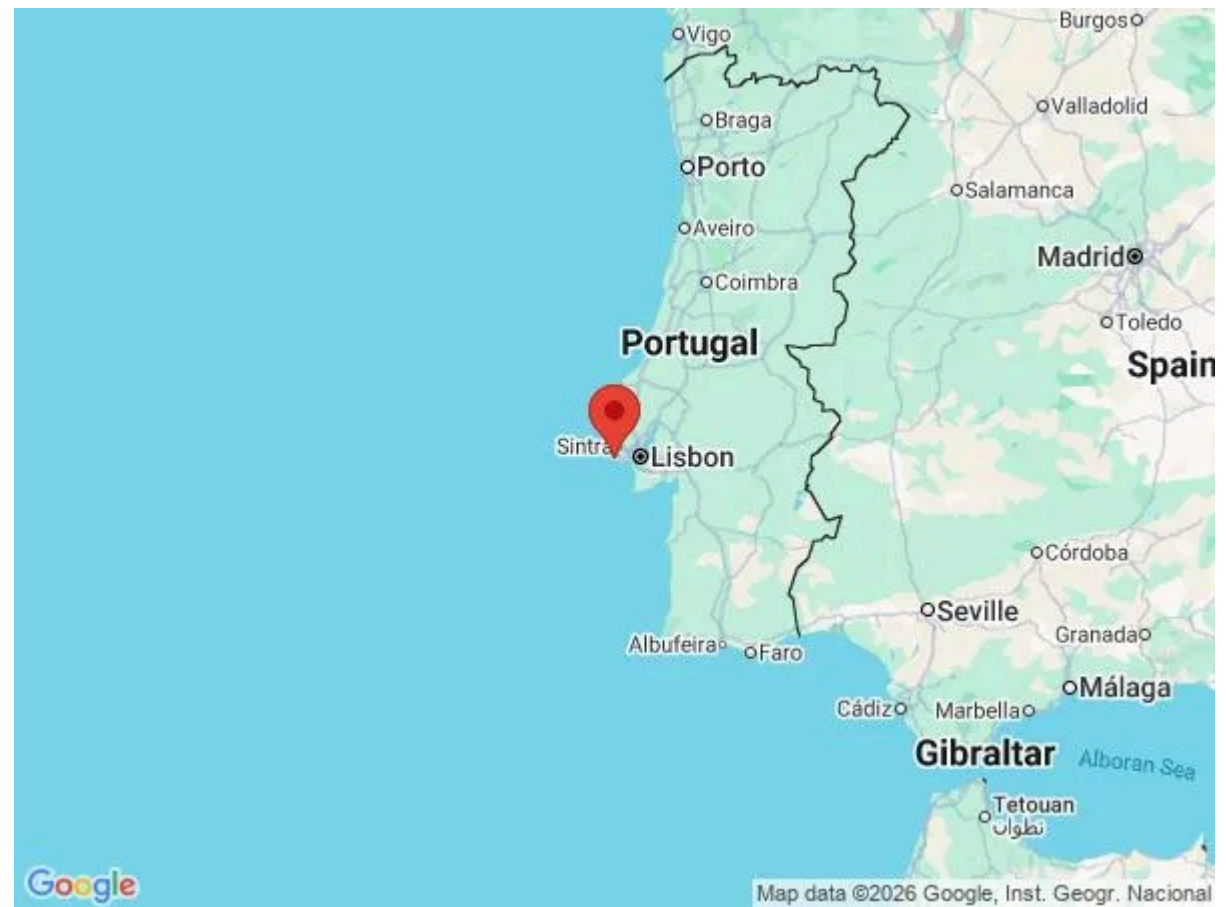 Vigo
Burgos
Braga
Valladolid
Porto
Salamanca
Aveiro
Madrid
Coimbra
Toledo
Portugal
Spain
Sintra
Lisbon
Córdoba
Seville
Granada
Albufeira
Faro
Málaga
Cádiz
Marbella
Gibraltar
Alboran Sea
Tetouan
تطوان
Google
Map data ©2026 Google, Inst. Geogr. Nacional